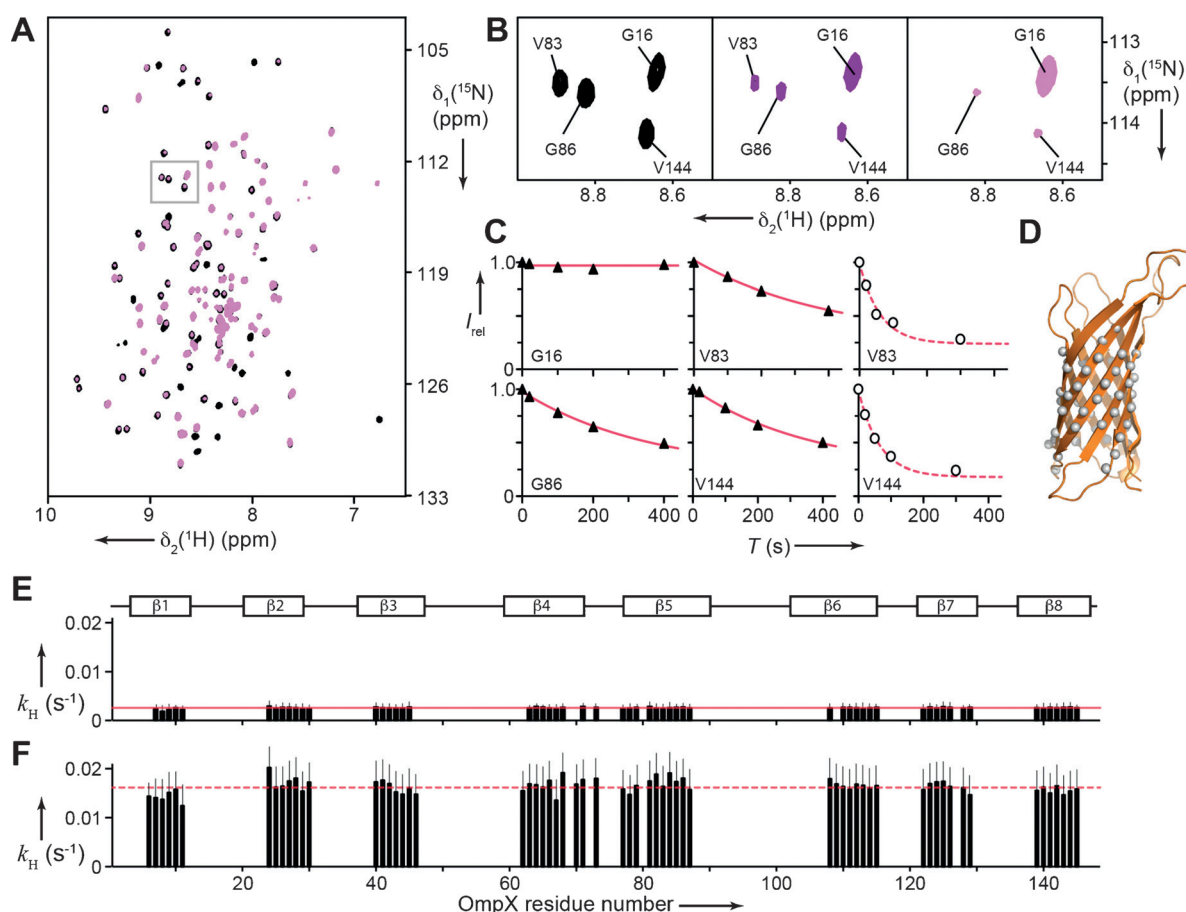 A
105
δ₁(¹⁵N)
(ppm)
112
119
126
133
10
9
8
7
δ₂(¹H) (ppm)
B
V83
G16
G86
V144
V83
G16
G86
V144
G16
G86
V144
113
δ₁(¹⁵N)
(ppm)
114
8.8
8.6
8.8
8.6
8.8
8.6
δ₂(¹H) (ppm)
C
1.0
Irel
0
G16
V83
V83
1.0
0
G86
V144
V144
0
200
400
0
200
400
0
200
400
T (s)
D
E
β1
β2
β3
β4
β5
β6
β7
β8
0.02
0.01
kH (s⁻¹)
0
F
0.02
0.01
kH (s⁻¹)
0
20
40
60
80
100
120
140
OmpX residue number